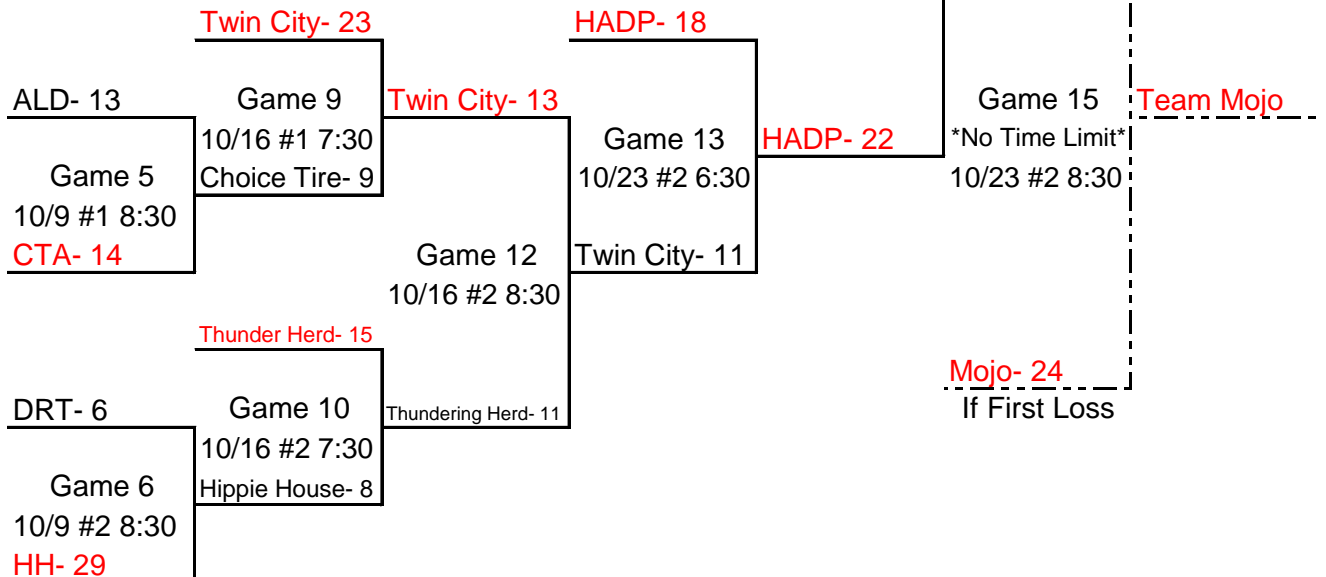 Twin City- 23
HADP- 18
ALD- 13
Game 9
Twin City- 13
Game 15
Team Mojo
10/16 #1 7:30
Game 13
HADP- 22
*No Time Limit*
Game 5
Choice Tire- 9
10/23 #2 6:30
10/23 #2 8:30
10/9 #1 8:30
CTA- 14
Game 12
Twin City- 11
10/16 #2 8:30
Thunder Herd- 15
Mojo- 24
DRT- 6
Game 10
Thundering Herd- 11
If First Loss
10/16 #2 7:30
Game 6
Hippie House- 8
10/9 #2 8:30
HH- 29